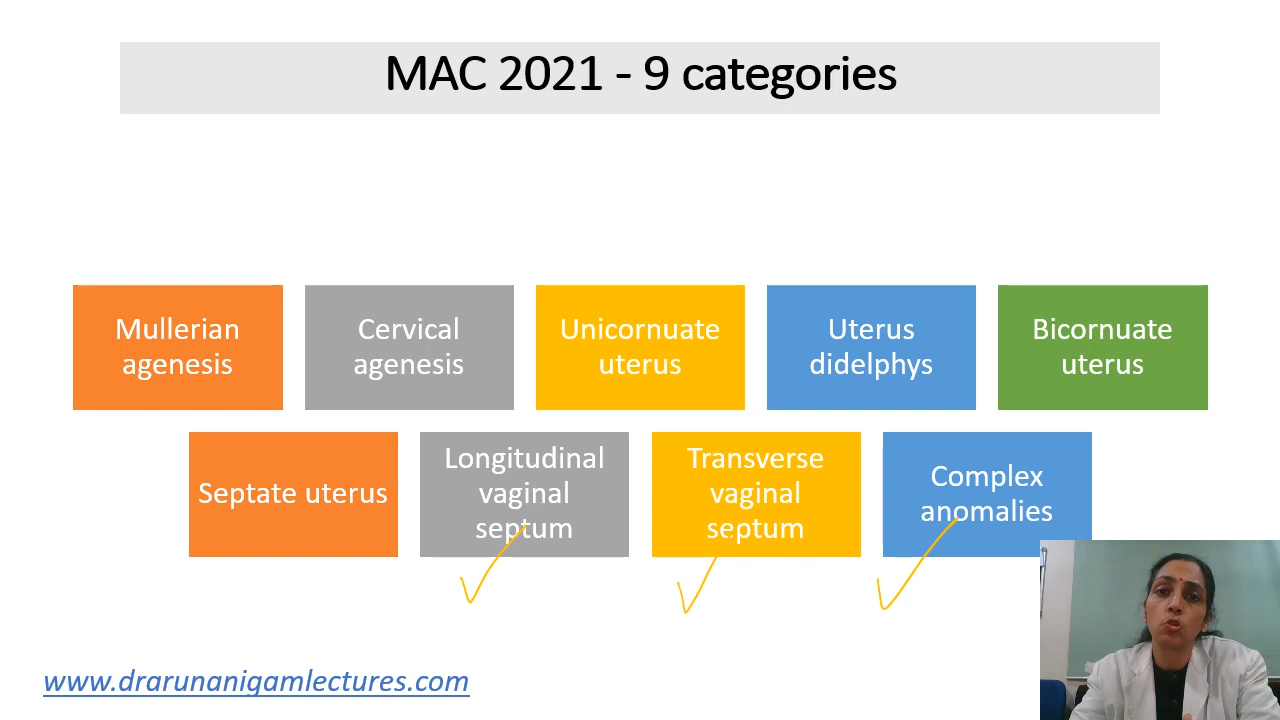 MAC 2021 - 9 categories
Mullerian
agenesis
Cervical
agenesis
Unicornuate
uterus
Uterus
didelphys
Bicornuate
uterus
Septate uterus
Longitudinal
vaginal
septum
Transverse
vaginal
septum
Complex
anomalies
www.drarunanigamlectures.com